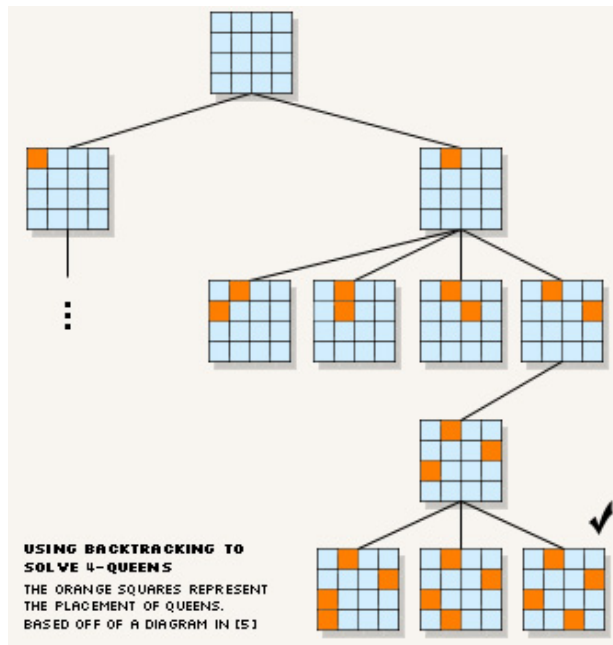 USING BACKTRACKING TO
SOLVE 4-QUEENS
THE ORANGE SQUARES REPRESENT
THE PLACEMENT OF QUEENS.
BASED OFF OF A DIAGRAM IN [5]